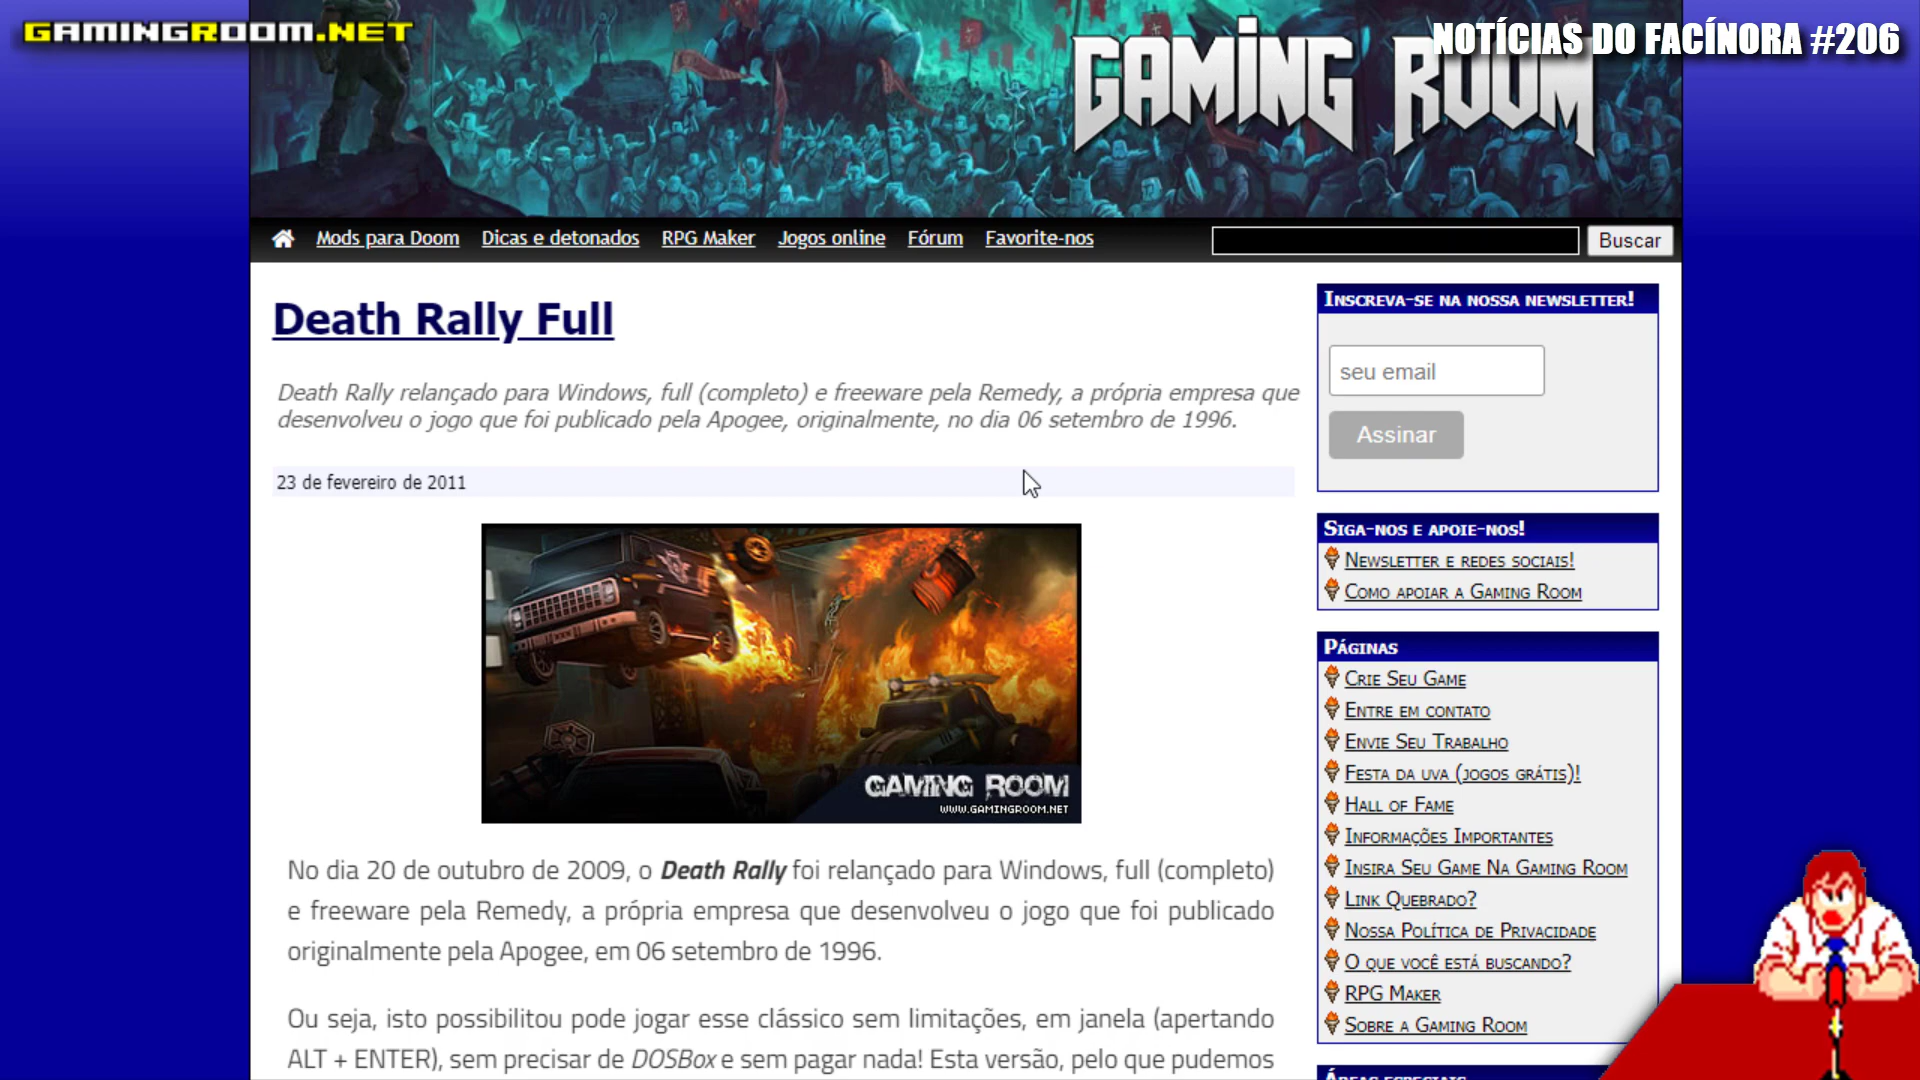 GAMINGROOM.NET
NOTÍCIAS DO FACÍNORA #206
GAMING ROOM
Mods para Doom Dicas e detonados RPG Maker Jogos online Fórum Favorite-nos Buscar
Death Rally Full
Death Rally relançado para Windows, full (completo) e freeware pela Remedy, a própria empresa que
desenvolveu o jogo que foi publicado pela Apogee, originalmente, no dia 06 setembro de 1996.
23 de fevereiro de 2011
GAMING ROOM
WWW.GAMINGROOM.NET
No dia 20 de outubro de 2009, o Death Rally foi relançado para Windows, full (completo)
e freeware pela Remedy, a própria empresa que desenvolveu o jogo que foi publicado
originalmente pela Apogee, em 06 setembro de 1996.
Ou seja, isto possibilitou pode jogar esse clássico sem limitações, em janela (apertando
ALT + ENTER), sem precisar de DOSBox e sem pagar nada! Esta versão, pelo que pudemos
Inscreva-se na nossa newsletter!
seu email
Assinar
Siga-nos e apoie-nos!
Newsletter e redes sociais!
Como apoiar a Gaming Room
Páginas
Crie Seu Game
Entre em contato
Envie Seu Trabalho
Festa da uva (jogos grátis)!
Hall of Fame
Informações Importantes
Insira Seu Game Na Gaming Room
Link Quebrado?
Nossa Política de Privacidade
O que você está buscando?
RPG Maker
Sobre a Gaming Room
Áreas especiais